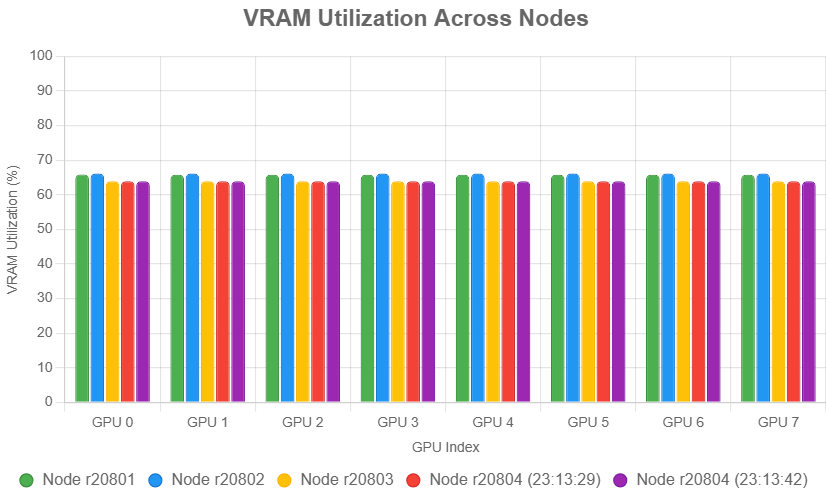 VRAM Utilization Across Nodes
VRAM Utilization (%)
100
90
80
70
60
50
40
30
20
10
0
GPU 0 GPU 1 GPU 2 GPU 3 GPU 4 GPU 5 GPU 6 GPU 7
GPU Index
Node r20801 Node r20802 Node r20803 Node r20804 (23:13:29) Node r20804 (23:13:42)